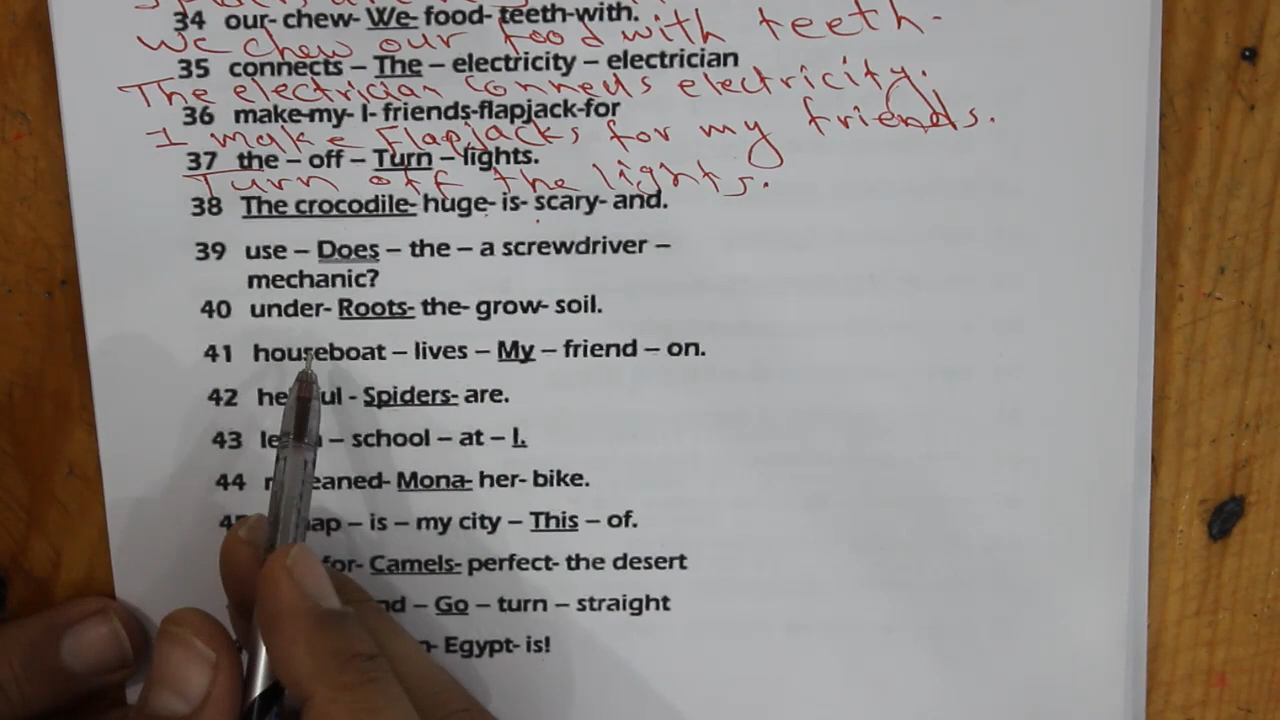 34 our- chew- We- food- teeth-with.
We chew our food with teeth.
35 connects – The – electricity – electrician
The electrician connects electricity.
36 make-my- I- friends-flapjack-for
I make Flapjacks for my friends.
37 the – off – Turn – lights.
Turn off the lights.
38 The crocodile- huge- is- scary- and.
39 use – Does – the – a screwdriver –
mechanic?
40 under- Roots- the- grow- soil.
41 houseboat – lives – My – friend – on.
42 - Spiders- are.
43 – school – at – I.
44 Mona- her- bike.
– is – my city – This – of.
for- Camels- perfect- the desert
– Go – turn – straight
Egypt- is!